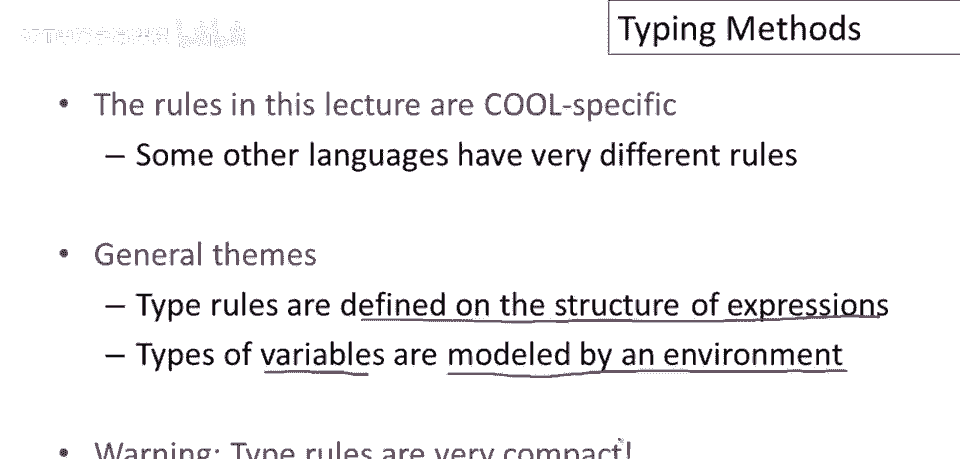 Typing Methods
• The rules in this lecture are COOL-specific
– Some other languages have very different rules
• General themes
– Type rules are defined on the structure of expressions
– Types of variables are modeled by an environment
• Warning: Type rules are very compact!